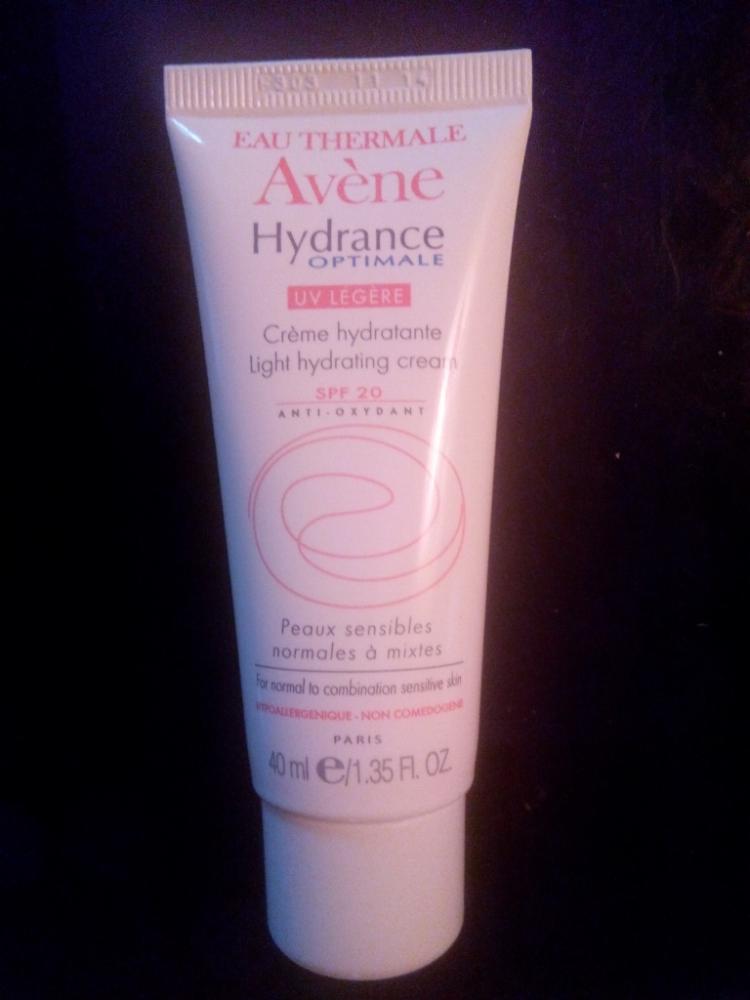 EAU THERMALE
Avène
Hydrance
OPTIMALE
UV LÉGÈRE
Crème hydratante
Light hydrating cream
SPF 20
ANTI-OXYDANT
Peaux sensibles
normales à mixtes
For normal to combination sensitive skin
HYPOALLERGENIQUE - NON COMEDOGENE
PARIS
40 ml e/1.35 Fl. OZ.